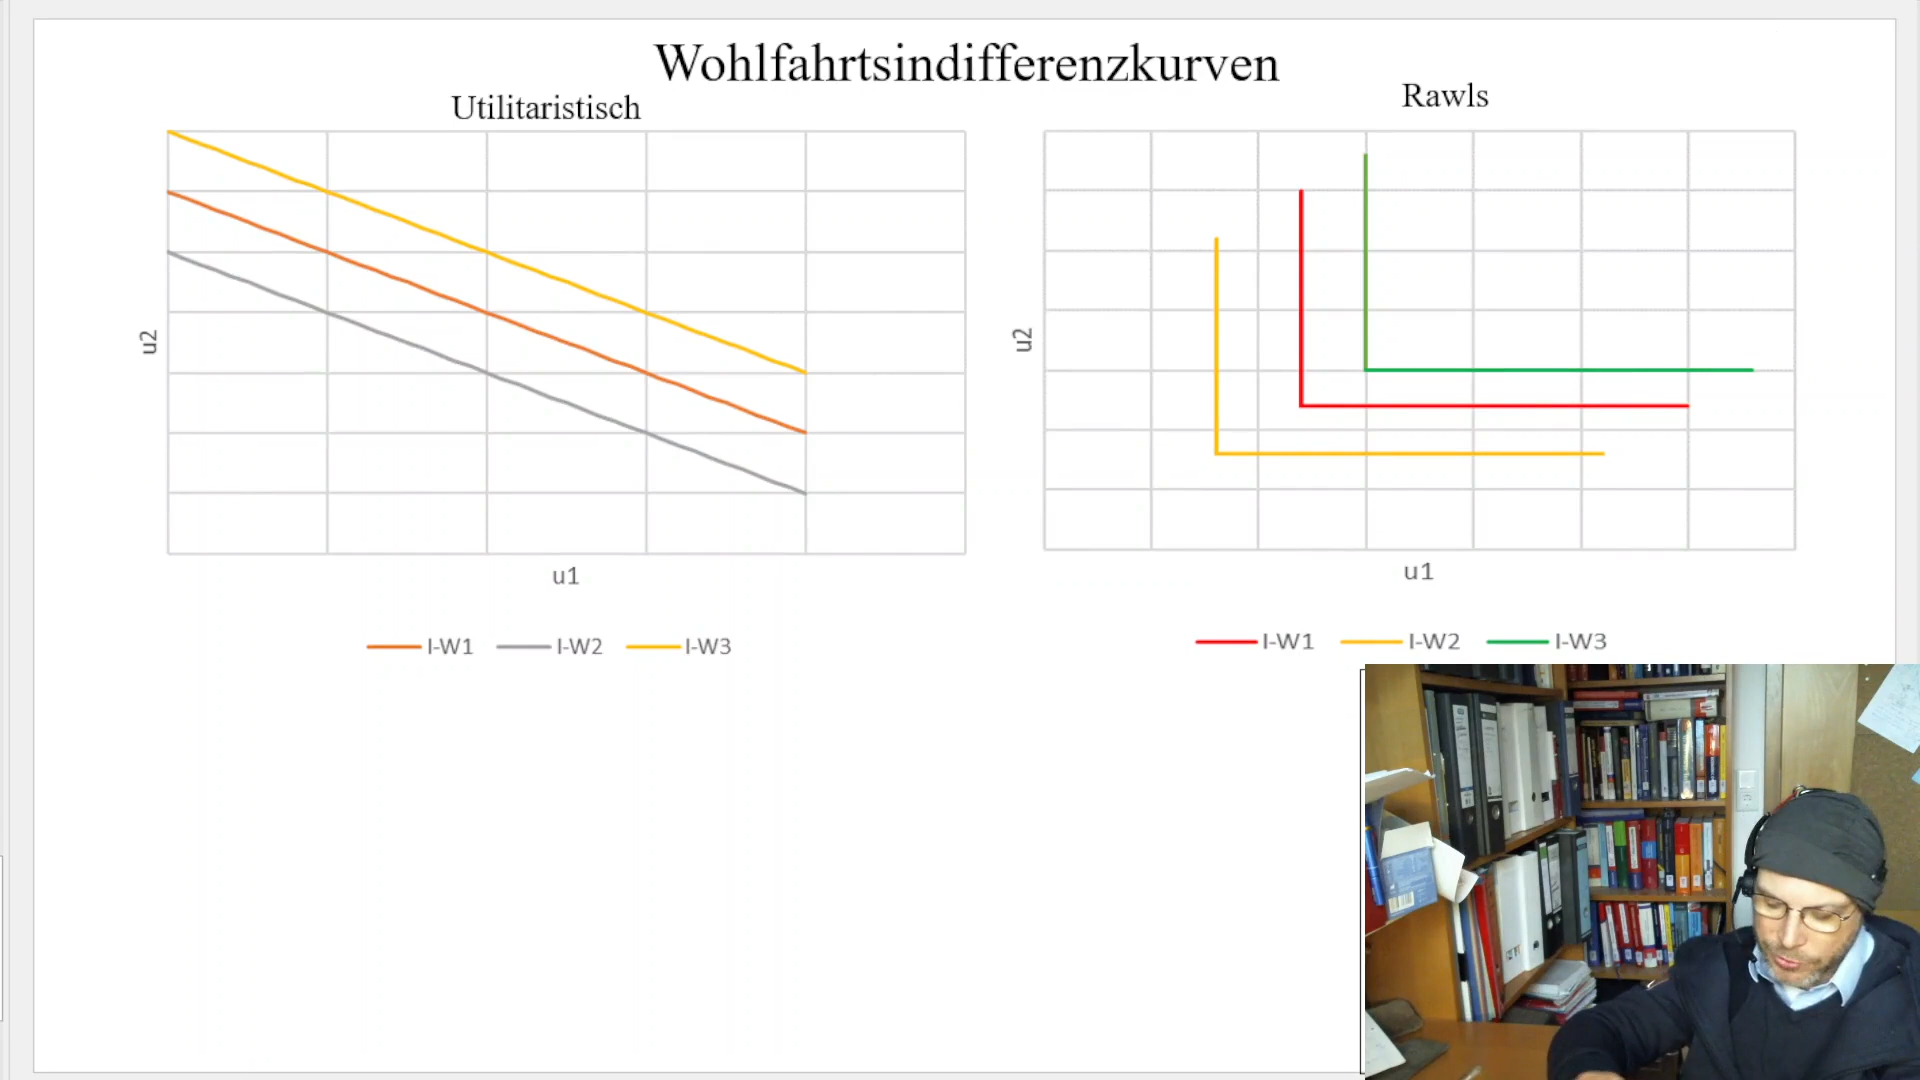 Wohlfahrtsindifferenzkurven
Utilitaristisch
Rawls
u2
u1
u2
u1
I-W1 I-W2 I-W3
I-W1 I-W2 I-W3